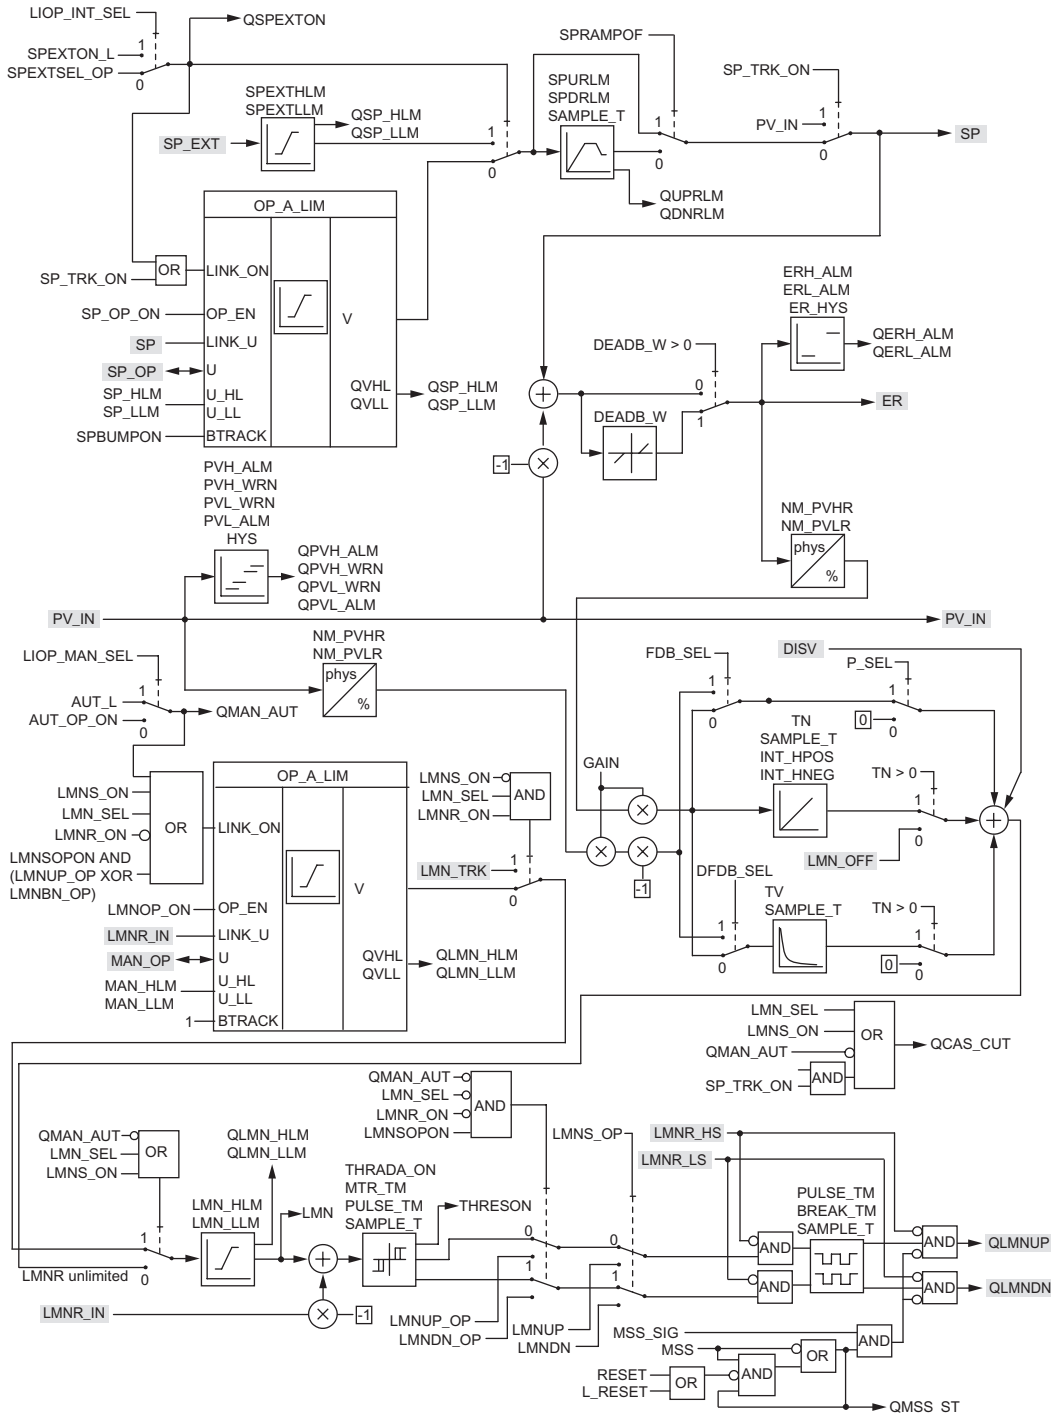 LIOP_INT_SEL
QSPEXTON
SPEXTON_L
1
SPEXTSEL_OP
0
SPRAMPOF
SP_TRK_ON
SPEXTHLM
SPEXTLLM
QSP_HLM
QSP_LLM
SP_EXT
1
0
SPURLM
SPDRLM
SAMPLE_T
1
0
PV_IN
1
0
SP
QUPRLM
QDNRLM
OP_A_LIM
OR
SP_TRK_ON
LINK_ON
SP_OP_ON
OP_EN
SP
LINK_U
SP_OP
U
SP_HLM
SP_LLM
U_HL
U_LL
SPBUMPON
BTRACK
V
QVHL
QVLL
QSP_HLM
QSP_LLM
ERH_ALM
ERL_ALM
ER_HYS
QERH_ALM
QERL_ALM
DEADB_W > 0
0
1
ER
+
DEADB_W
-1
×
PVH_ALM
PVH_WRN
PVL_WRN
PVL_ALM
HYS
QPVH_ALM
QPVH_WRN
QPVL_WRN
QPVL_ALM
NM_PVHR
NM_PVLR
phys
%
PV_IN
PV_IN
LIOP_MAN_SEL
AUT_L
1
AUT_OP_ON
0
QMAN_AUT
NM_PVHR
NM_PVLR
phys
%
FDB_SEL
1
0
DISV
P_SEL
1
0
0
TN
SAMPLE_T
INT_HPOS
INT_HNEG
TN > 0
1
0
LMN_OFF
+
GAIN
×
×
×
-1
DFDB_SEL
1
0
TV
SAMPLE_T
TN > 0
1
0
0
OP_A_LIM
LMNS_ON
LMN_SEL
LMNR_ON
LMNSOPON AND
(LMNUP_OP XOR
LMNBN_OP)
OR
LINK_ON
LMNOP_ON
OP_EN
LMNR_IN
LINK_U
MAN_OP
U
MAN_HLM
MAN_LLM
U_HL
U_LL
1
BTRACK
V
QVHL
QVLL
QLMN_HLM
QLMN_LLM
LMNS_ON
LMN_SEL
LMNR_ON
AND
LMN_TRK
1
0
LMN_SEL
LMNS_ON
QMAN_AUT
SP_TRK_ON
AND
OR
QCAS_CUT
QMAN_AUT
LMN_SEL
LMNR_ON
LMNSOPON
AND
QMAN_AUT
LMN_SEL
LMNS_ON
OR
QLMN_HLM
QLMN_LLM
LMN_HLM
LMN_LLM
LMN
1
LMNR unlimited
0
LMNR_IN
+
×
-1
THRADA_ON
MTR_TM
PULSE_TM
SAMPLE_T
THRESON
LMNS_OP
0
1
LMNUP_OP
LMNDN_OP
0
1
LMNUP
LMNDN
LMNR_HS
LMNR_LS
AND
AND
PULSE_TM
BREAK_TM
SAMPLE_T
AND
AND
QLMNUP
QLMNDN
MSS_SIG
MSS
AND
OR
AND
RESET
L_RESET
OR
QMSS_ST